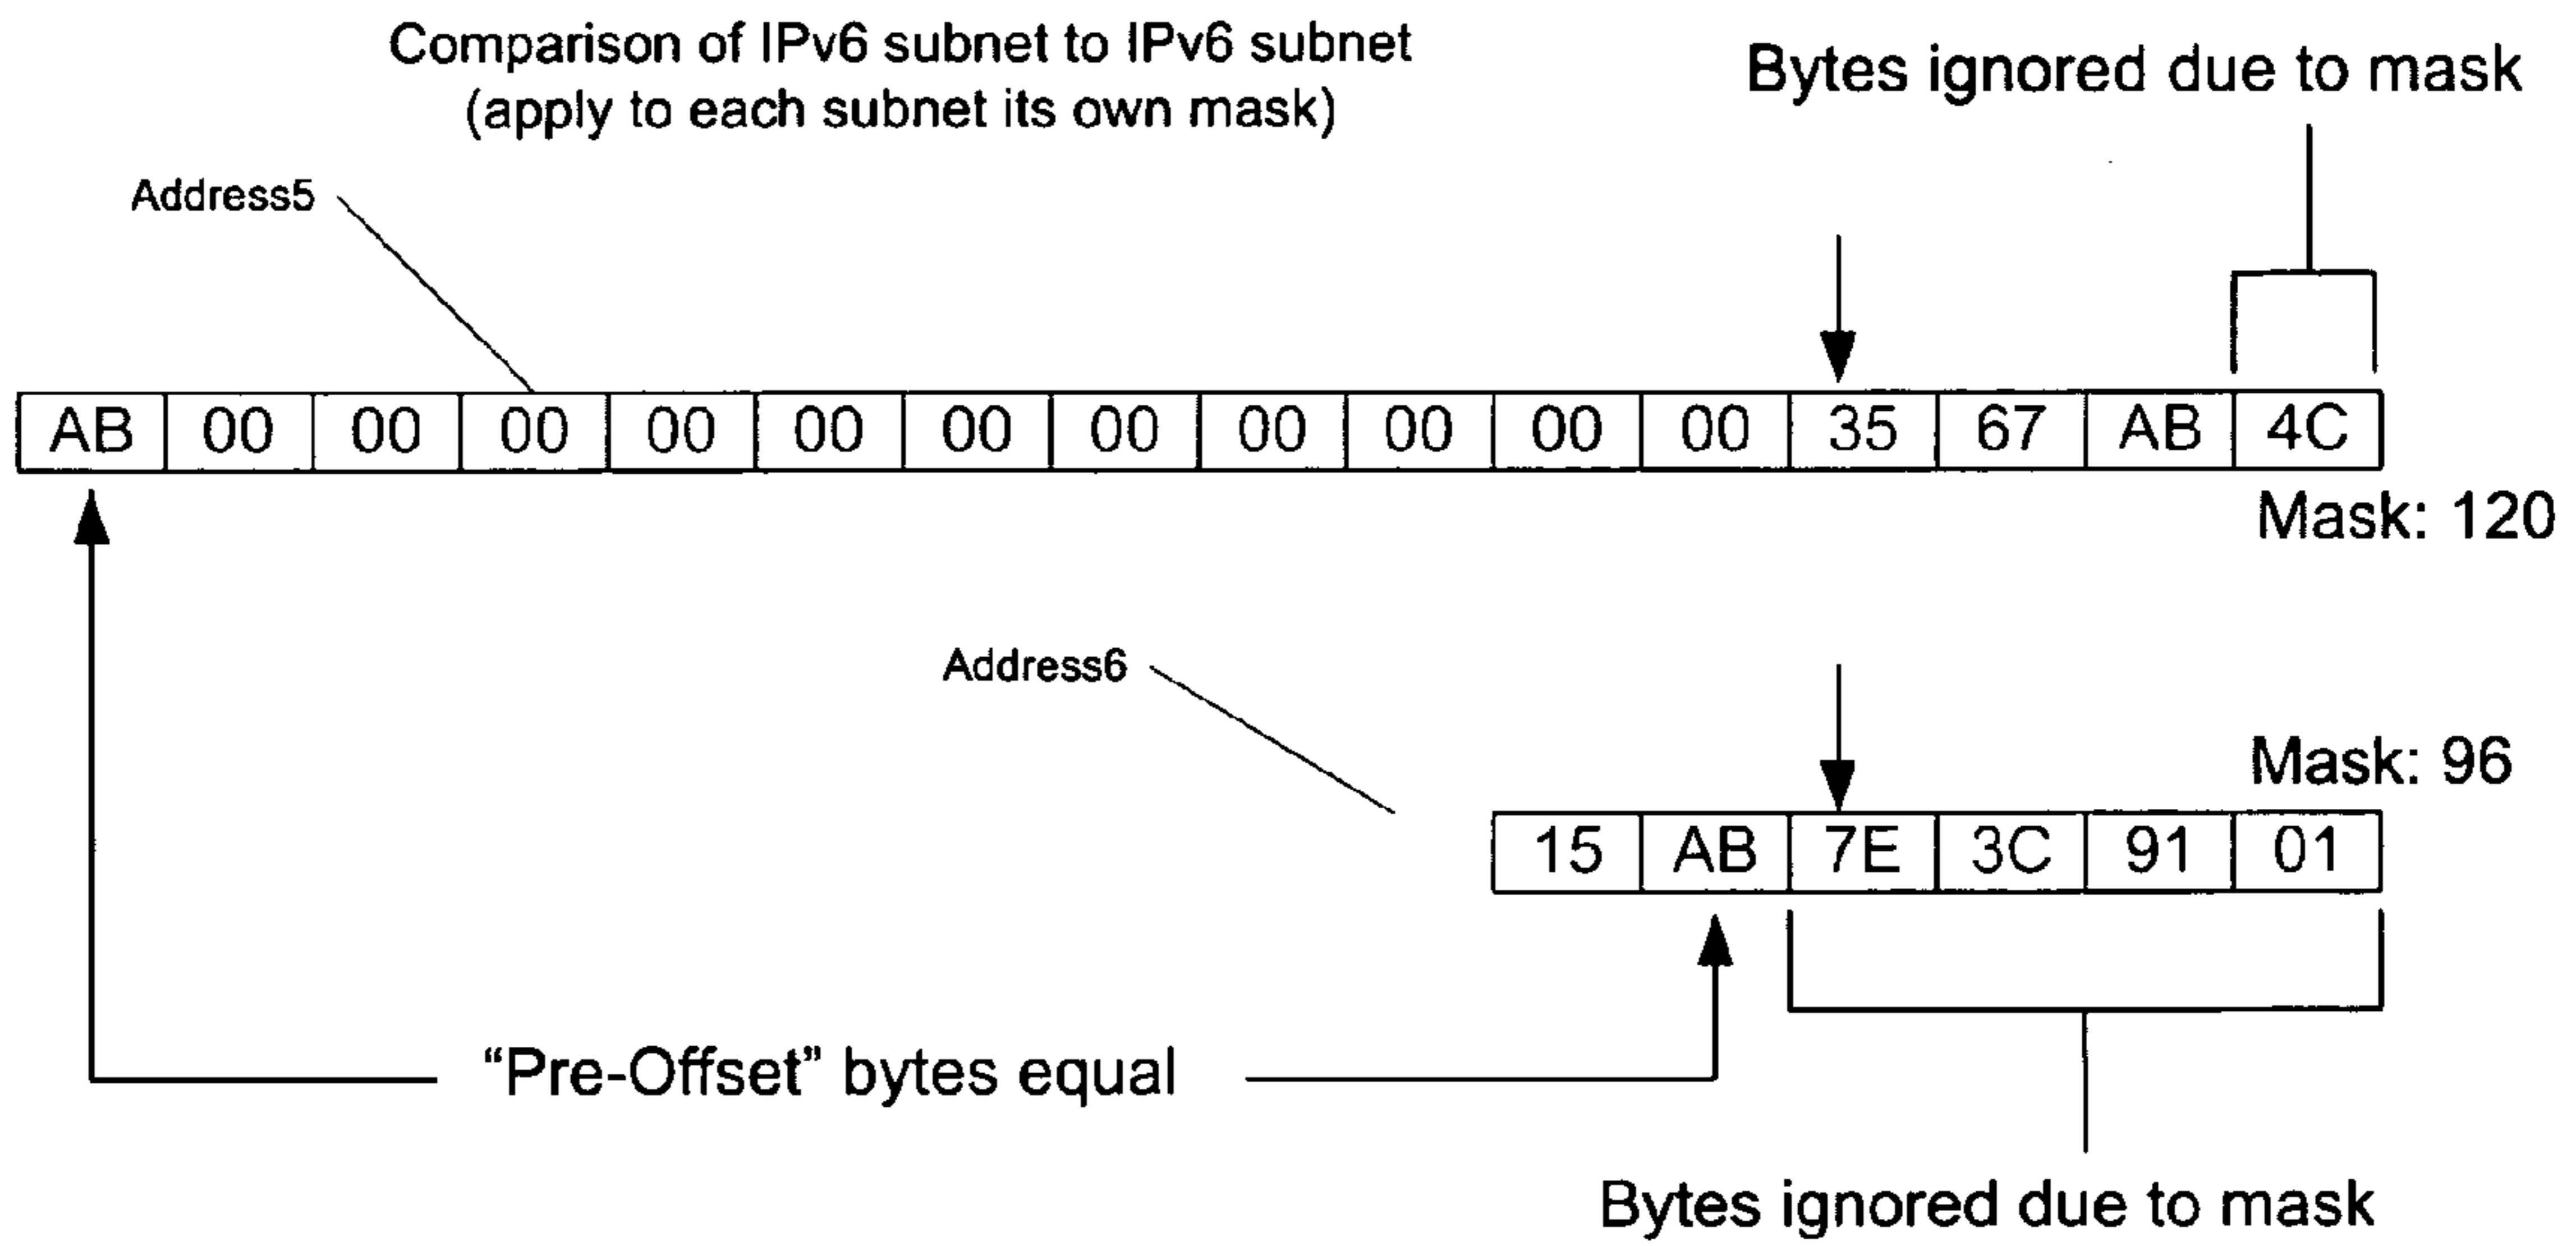 Comparison of IPv6 subnet to IPv6 subnet
(apply to each subnet its own mask)
Bytes ignored due to mask
Address5
AB 00 00 00 00 00 00 00 00 00 00 00 35 67 AB 4C
Mask: 120
Address6
Mask: 96
15 AB 7E 3C 91 01
“Pre-Offset” bytes equal
Bytes ignored due to mask